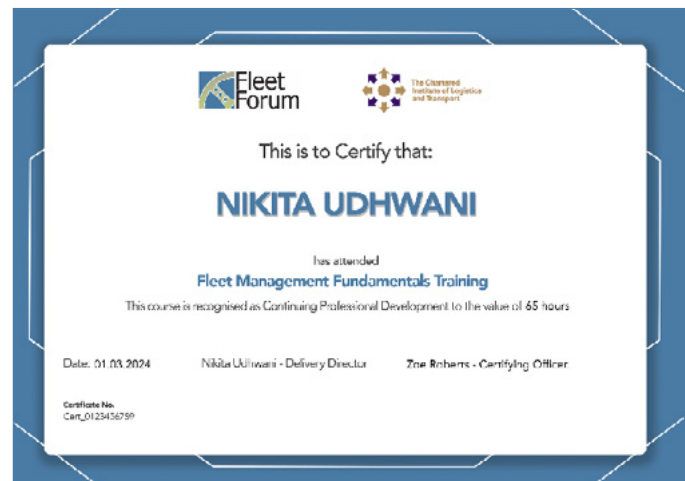 Fleet
Forum
The Chartered
Institute of Logistics
and Transport
This is to Certify that:
NIKITA UDHWANI
has attended
Fleet Management Fundamentals Training
This course is recognised as Continuing Professional Development to the value of 65 hours
Date: 01.03.2024 Nikita Udhwani - Delivery Director Zoe Roberts - Certifying Officer
Certificate No.
Cert_0123456789